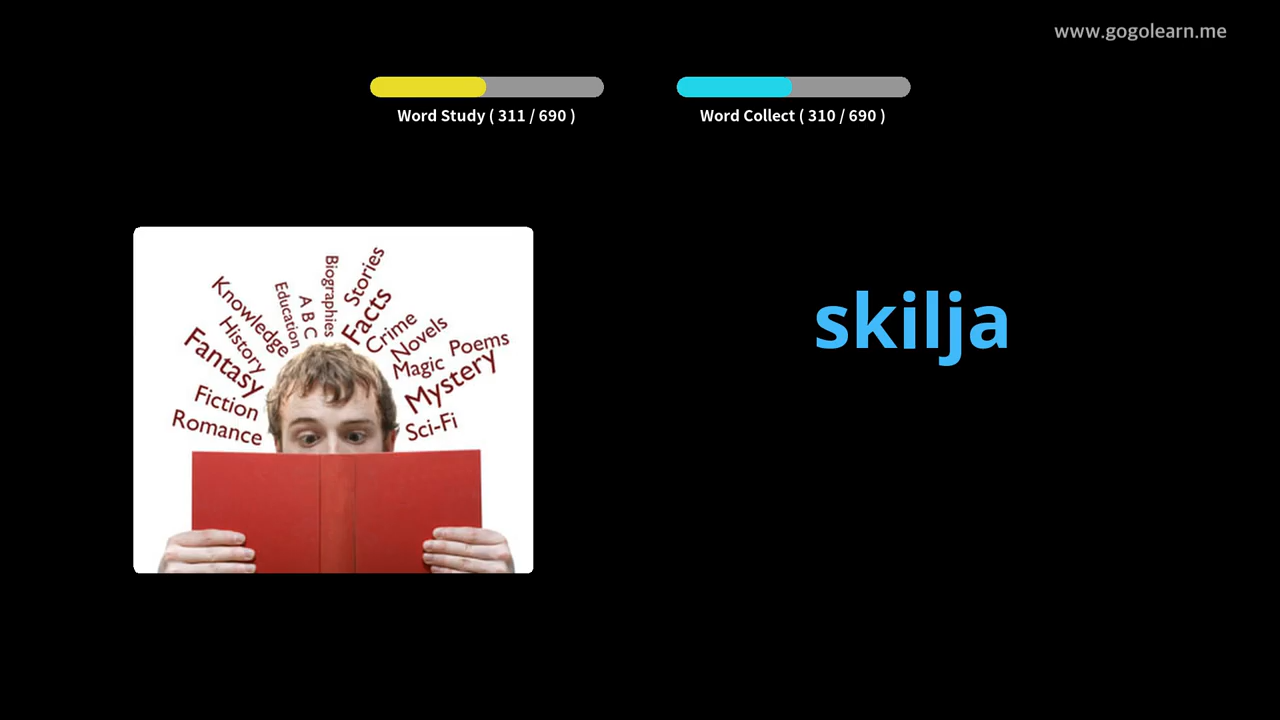 www.gogolearn.me
Word Study ( 311 / 690 )
Word Collect ( 310 / 690 )
skilja
Biographies
Stories
Education
A B C
Facts
Knowledge
Crime
History
Novels
Poems
Fantasy
Magic
Mystery
Fiction
Romance
Sci-Fi